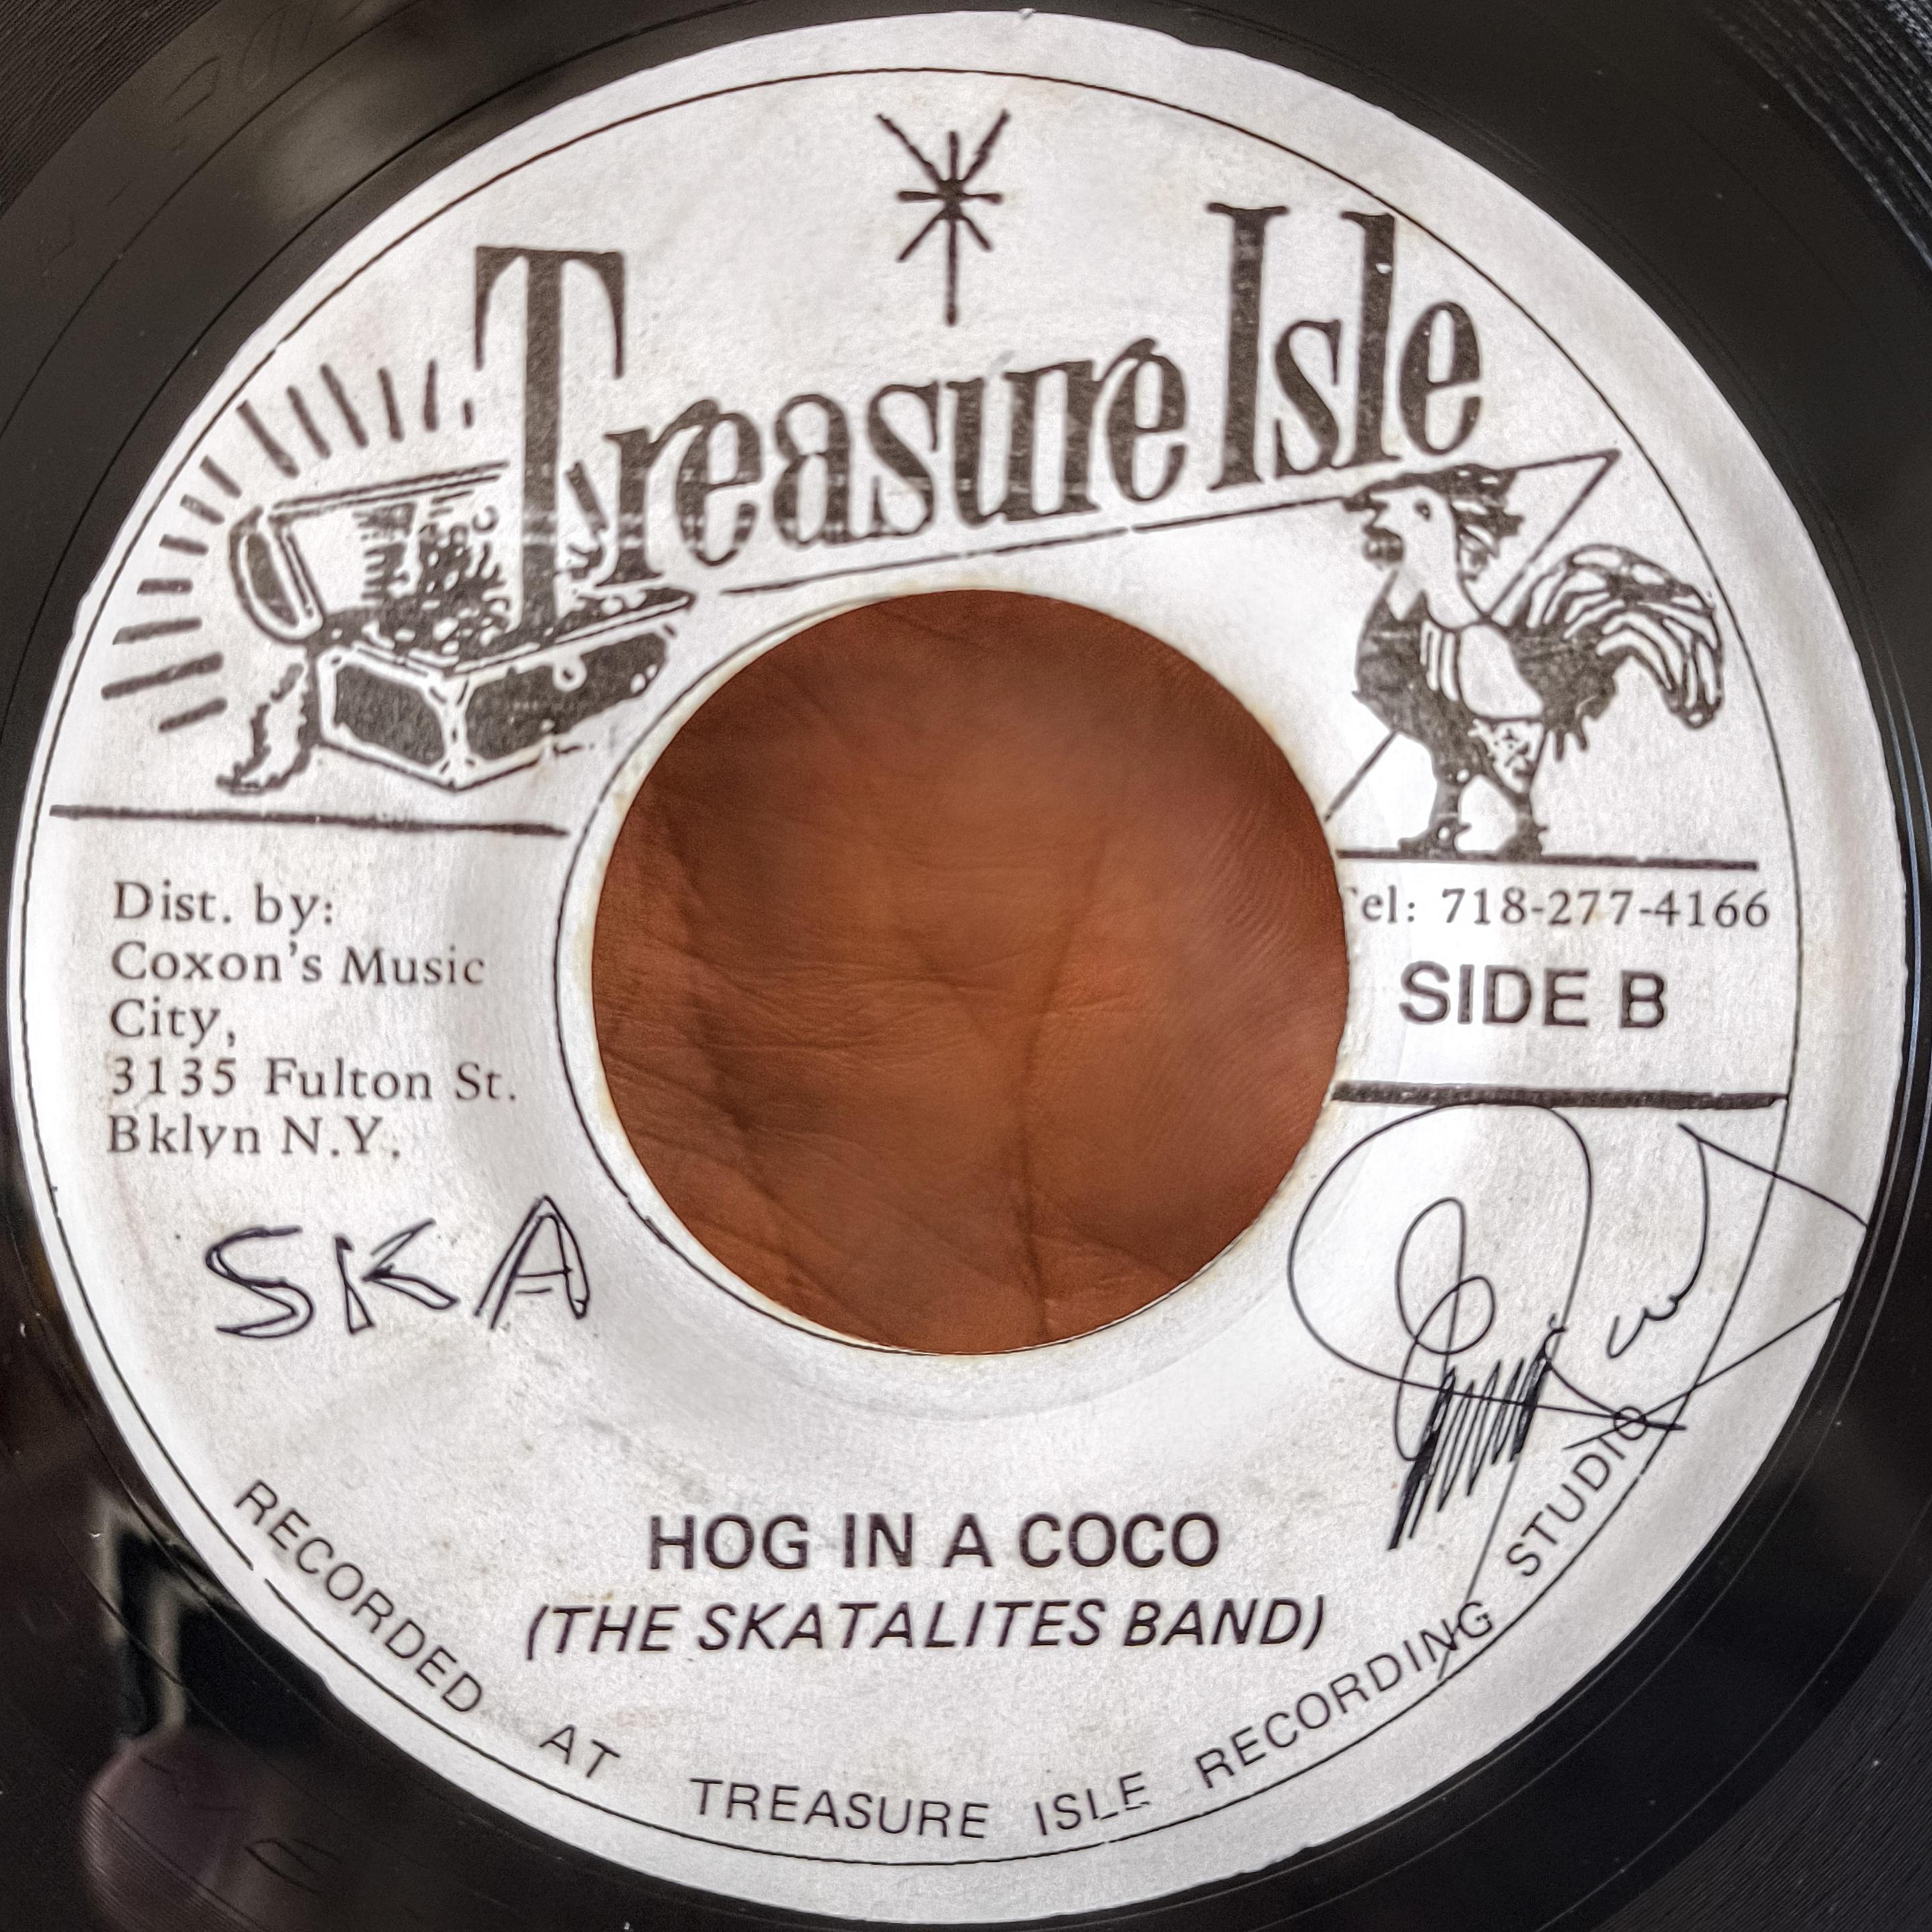 Treasure Isle
Dist. by:
Coxon's Music
City,
3135 Fulton St.
Bklyn N.Y.
Tel: 718-277-4166
SIDE B
SKA
HOG IN A COCO
(THE SKATALITES BAND)
RECORDED AT TREASURE ISLE RECORDING STUDIO